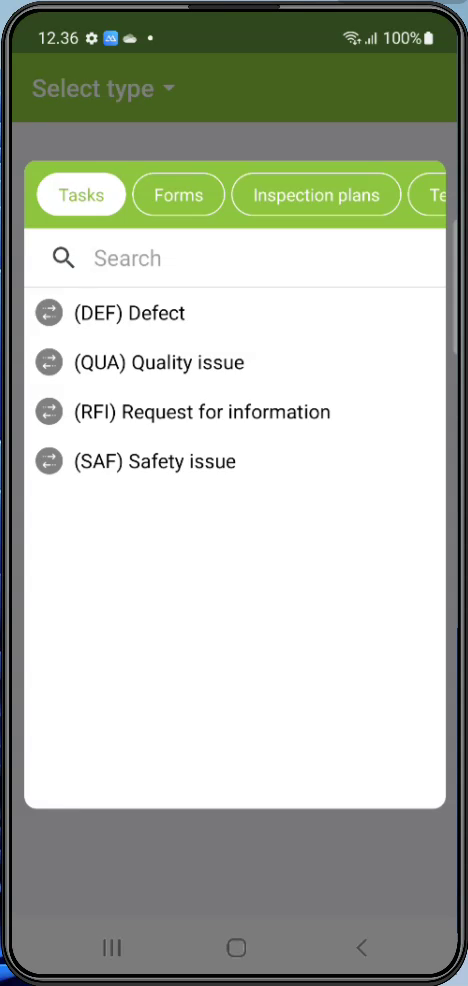 12.36 100%
Select type
Tasks Forms Inspection plans Te
Search
(DEF) Defect
(QUA) Quality issue
(RFI) Request for information
(SAF) Safety issue